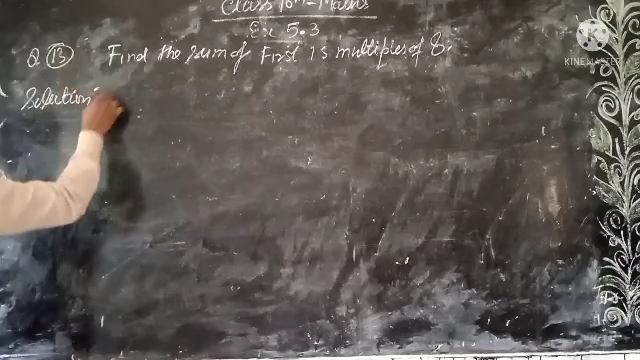 Class 10th - Maths
Ex 5.3
Q. 13 Find the sum of First 15 multiples of 8.
Solution:
KINEMASTER